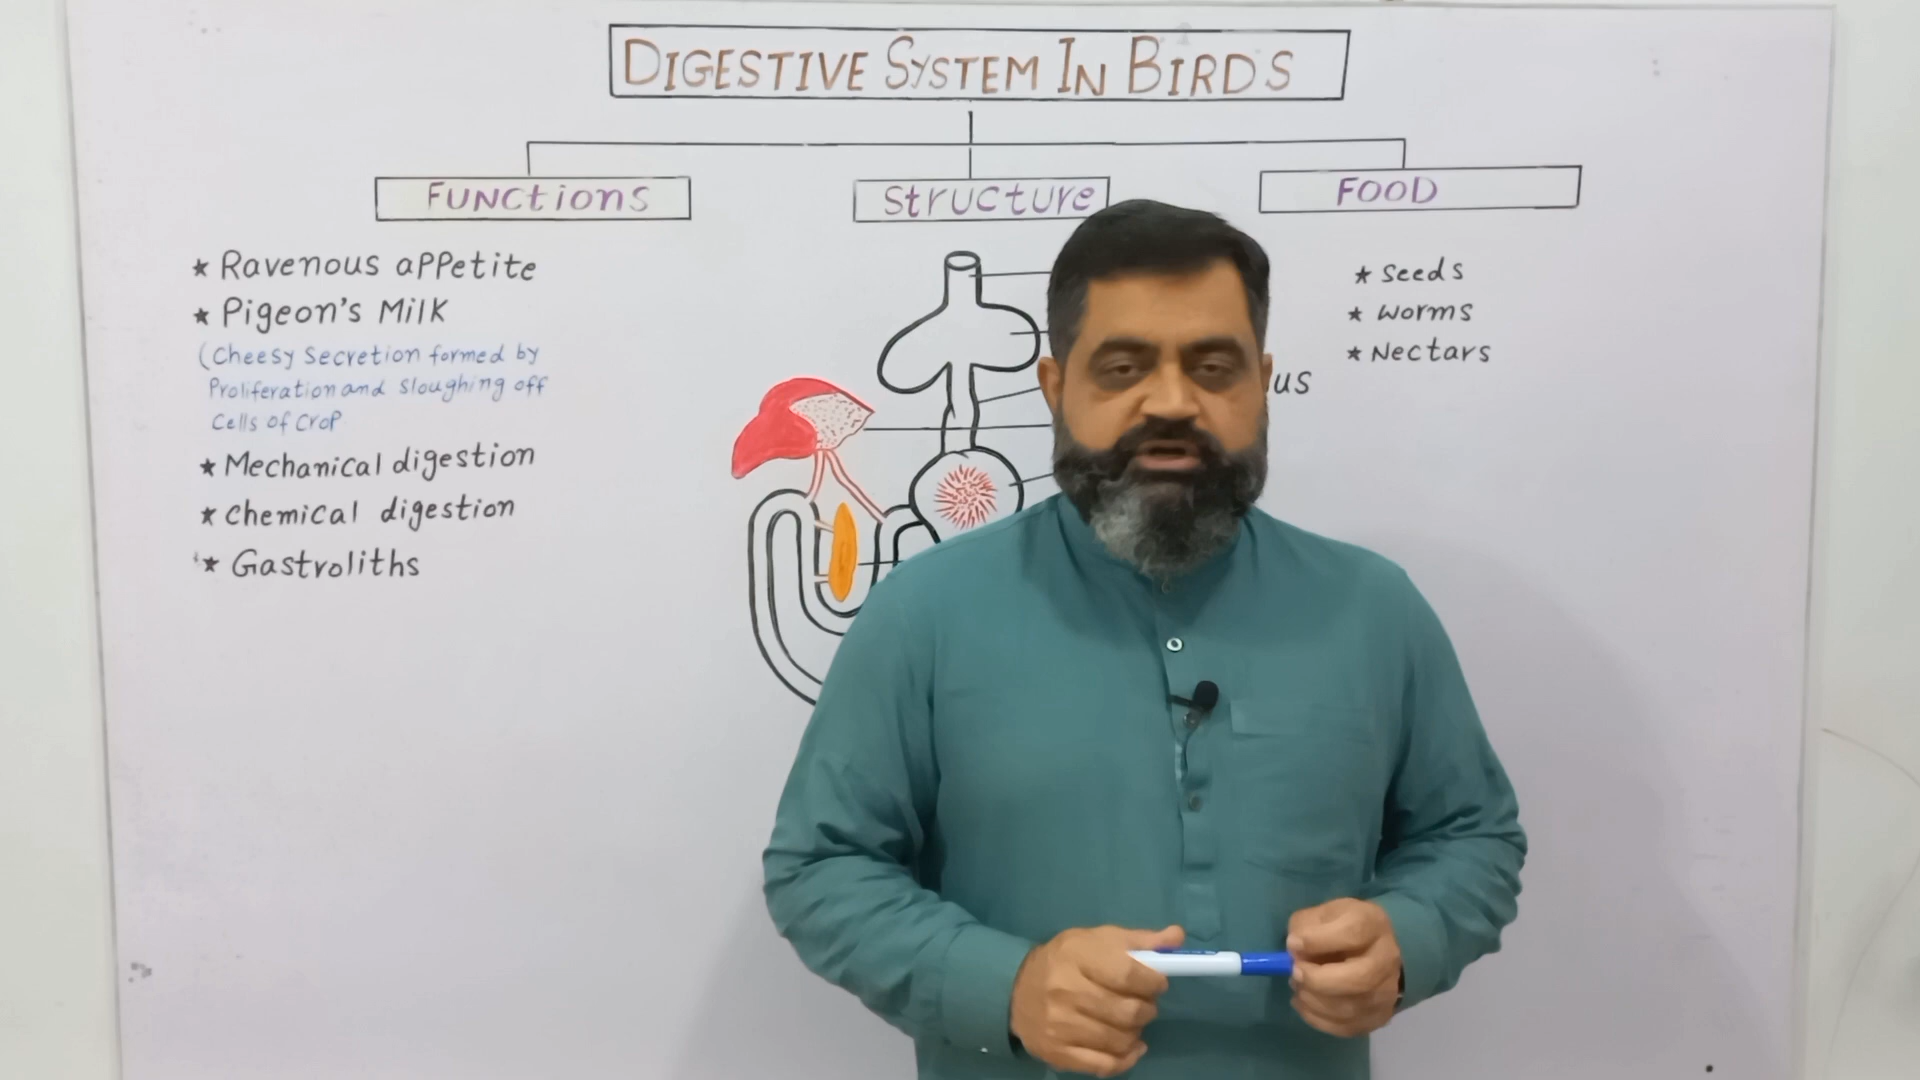 DIGESTIVE SYSTEM IN BIRDS
FUNCtions
structure
FOOD
★ Ravenous aPPetite
★ Pigeon's Milk
(Cheesy Secretion formed by
Proliferation and Sloughing off
Cells of CroP
★ Mechanical digestion
★ chemical digestion
★ Gastroliths
★ seeds
★ worms
★ Nectars